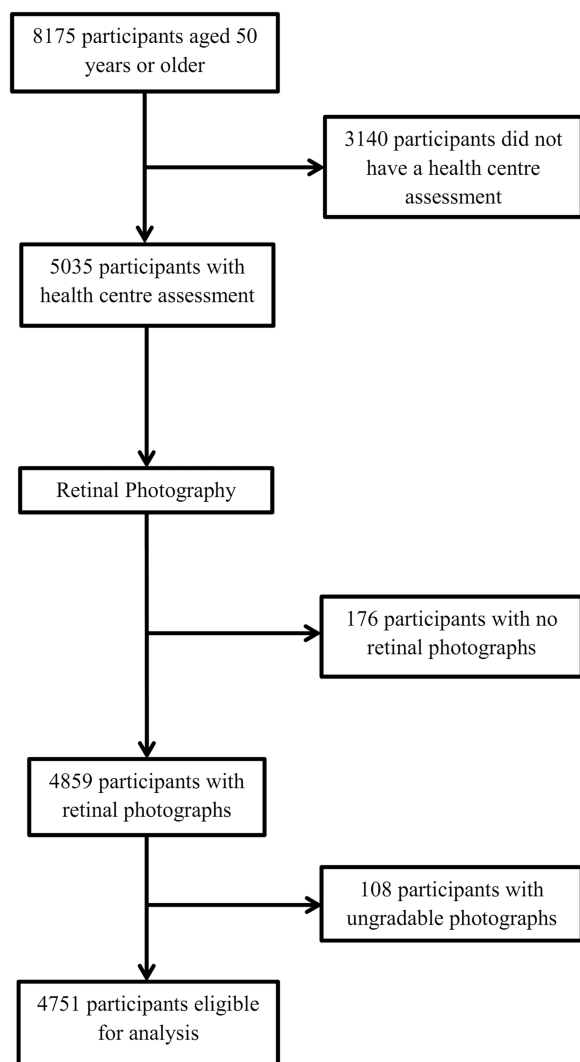 8175 participants aged 50
years or older
3140 participants did not
have a health centre
assessment
5035 participants with
health centre assessment
Retinal Photography
176 participants with no
retinal photographs
4859 participants with
retinal photographs
108 participants with
ungradable photographs
4751 participants eligible
for analysis